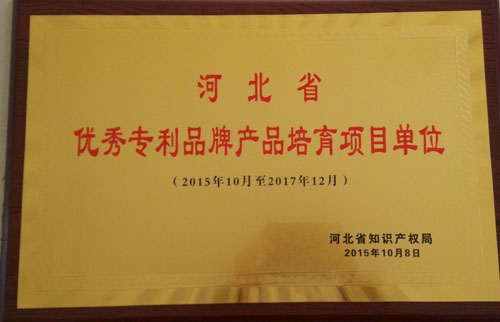 河北省
优秀专利品牌产品培育项目单位
（2015年10月至2017年12月）
河北省知识产权局
2015年10月8日